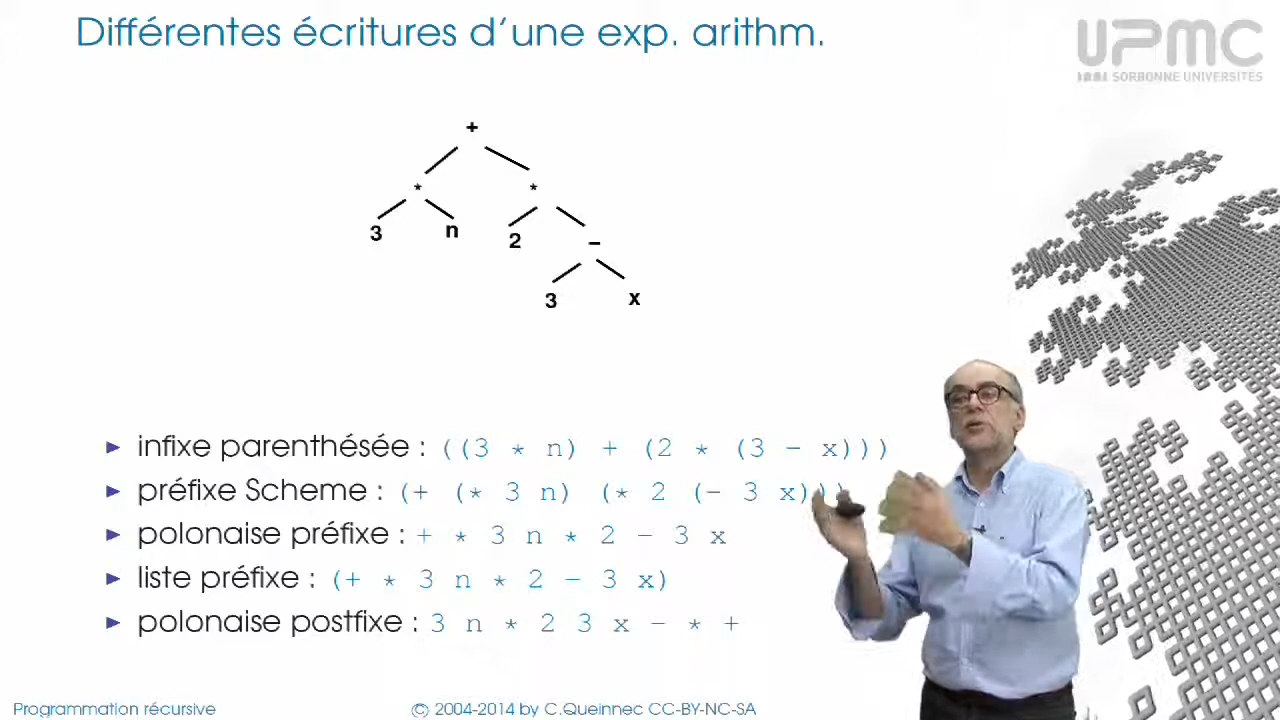 Différentes écritures d'une exp. arithm.
UPMC
SORBONNE UNIVERSITÉS
+
* *
3 n 2 -
3 x
► infixe parenthésée : ((3 * n) + (2 * (3 - x)))
► préfixe Scheme : (+ (* 3 n) (* 2 (- 3 x)))
► polonaise préfixe : + * 3 n * 2 - 3 x
► liste préfixe : (+ * 3 n * 2 - 3 x)
► polonaise postfixe : 3 n * 2 3 x - * +
Programmation récursive © 2004-2014 by C.Queinnec CC-BY-NC-SA